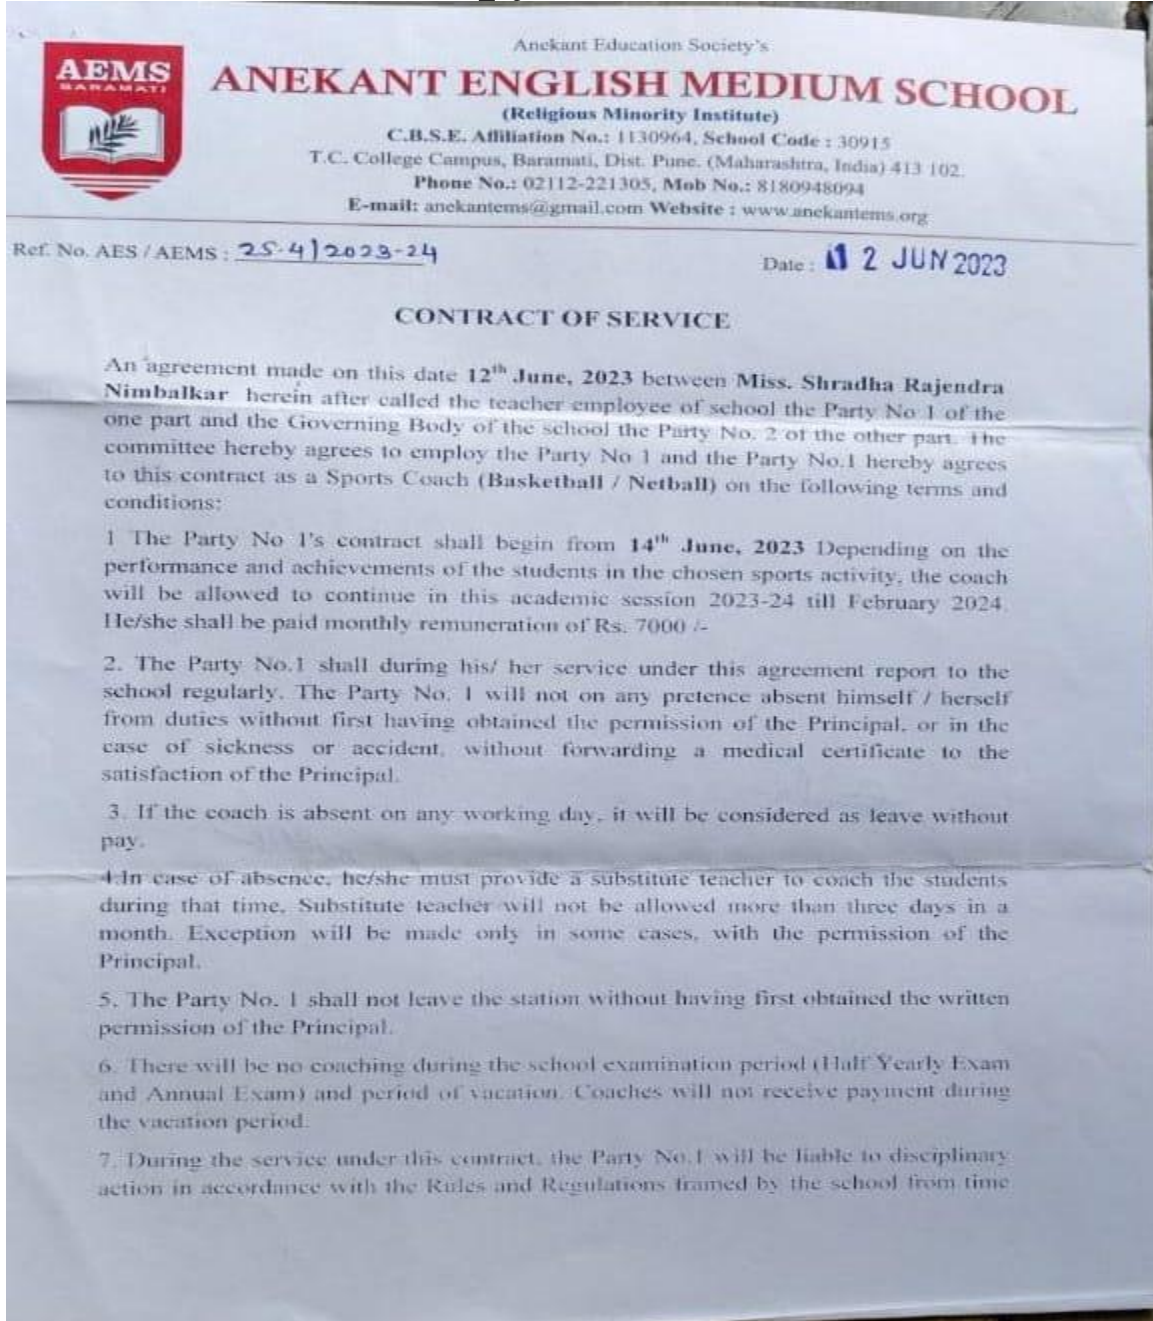 Anekant Education Society's
AEMS
BARAMATI
ANEKANT ENGLISH MEDIUM SCHOOL
(Religious Minority Institute)
C.B.S.E. Affiliation No.: 1130964, School Code : 30915
T.C. College Campus, Baramati, Dist. Pune. (Maharashtra, India) 413 102.
Phone No.: 02112-221305, Mob No.: 8180948094
E-mail: anekantems@gmail.com Website : www.anekantems.org
Ref. No. AES / AEMS : 25-4/2023-24
Date : 12 JUN 2023
CONTRACT OF SERVICE
An agreement made on this date 12th June, 2023 between Miss. Shradha Rajendra
Nimbalkar herein after called the teacher employee of school the Party No 1 of the
one part and the Governing Body of the school the Party No. 2 of the other part. The
committee hereby agrees to employ the Party No 1 and the Party No.1 hereby agrees
to this contract as a Sports Coach (Basketball / Netball) on the following terms and
conditions:
1 The Party No 1's contract shall begin from 14th June, 2023 Depending on the
performance and achievements of the students in the chosen sports activity, the coach
will be allowed to continue in this academic session 2023-24 till February 2024.
He/she shall be paid monthly remuneration of Rs. 7000 /-
2. The Party No.1 shall during his/ her service under this agreement report to the
school regularly. The Party No. 1 will not on any pretence absent himself / herself
from duties without first having obtained the permission of the Principal, or in the
case of sickness or accident, without forwarding a medical certificate to the
satisfaction of the Principal.
3. If the coach is absent on any working day, it will be considered as leave without
pay.
4.In case of absence, he/she must provide a substitute teacher to coach the students
during that time. Substitute teacher will not be allowed more than three days in a
month. Exception will be made only in some cases, with the permission of the
Principal.
5. The Party No. 1 shall not leave the station without having first obtained the written
permission of the Principal.
6. There will be no coaching during the school examination period (Half Yearly Exam
and Annual Exam) and period of vacation. Coaches will not receive payment during
the vacation period.
7. During the service under this contract, the Party No.1 will be liable to disciplinary
action in accordance with the Rules and Regulations framed by the school from time